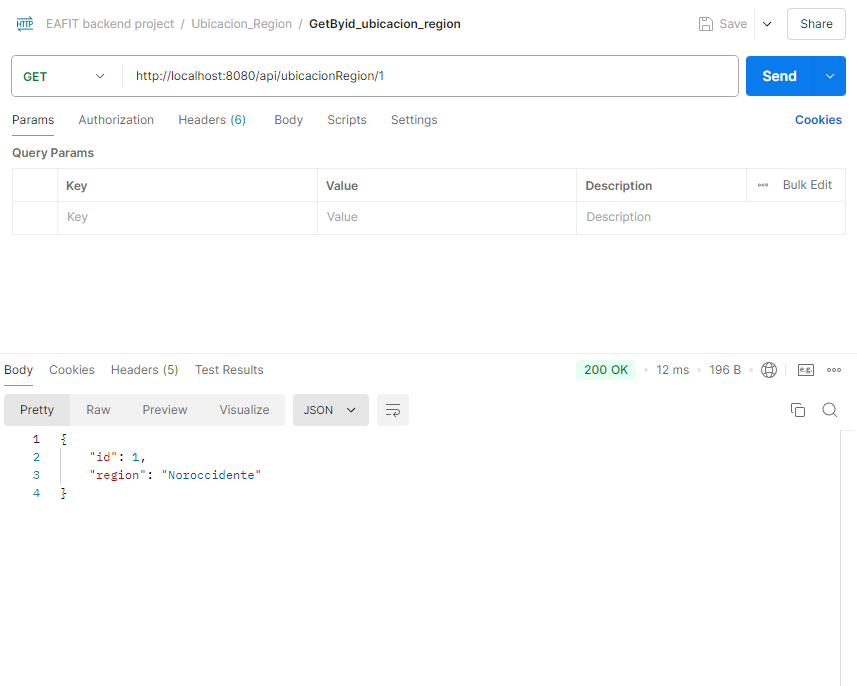 HTTP EAFIT backend project / Ubicacion_Region / GetByid_ubicacion_region Save Share
GET http://localhost:8080/api/ubicacionRegion/1 Send
Params Authorization Headers (6) Body Scripts Settings Cookies
Query Params
Key Value Description Bulk Edit
Key Value Description
Body Cookies Headers (5) Test Results 200 OK 12 ms 196 B e.g.
Pretty Raw Preview Visualize JSON
1 {
2 "id": 1,
3 "region": "Noroccidente"
4 }